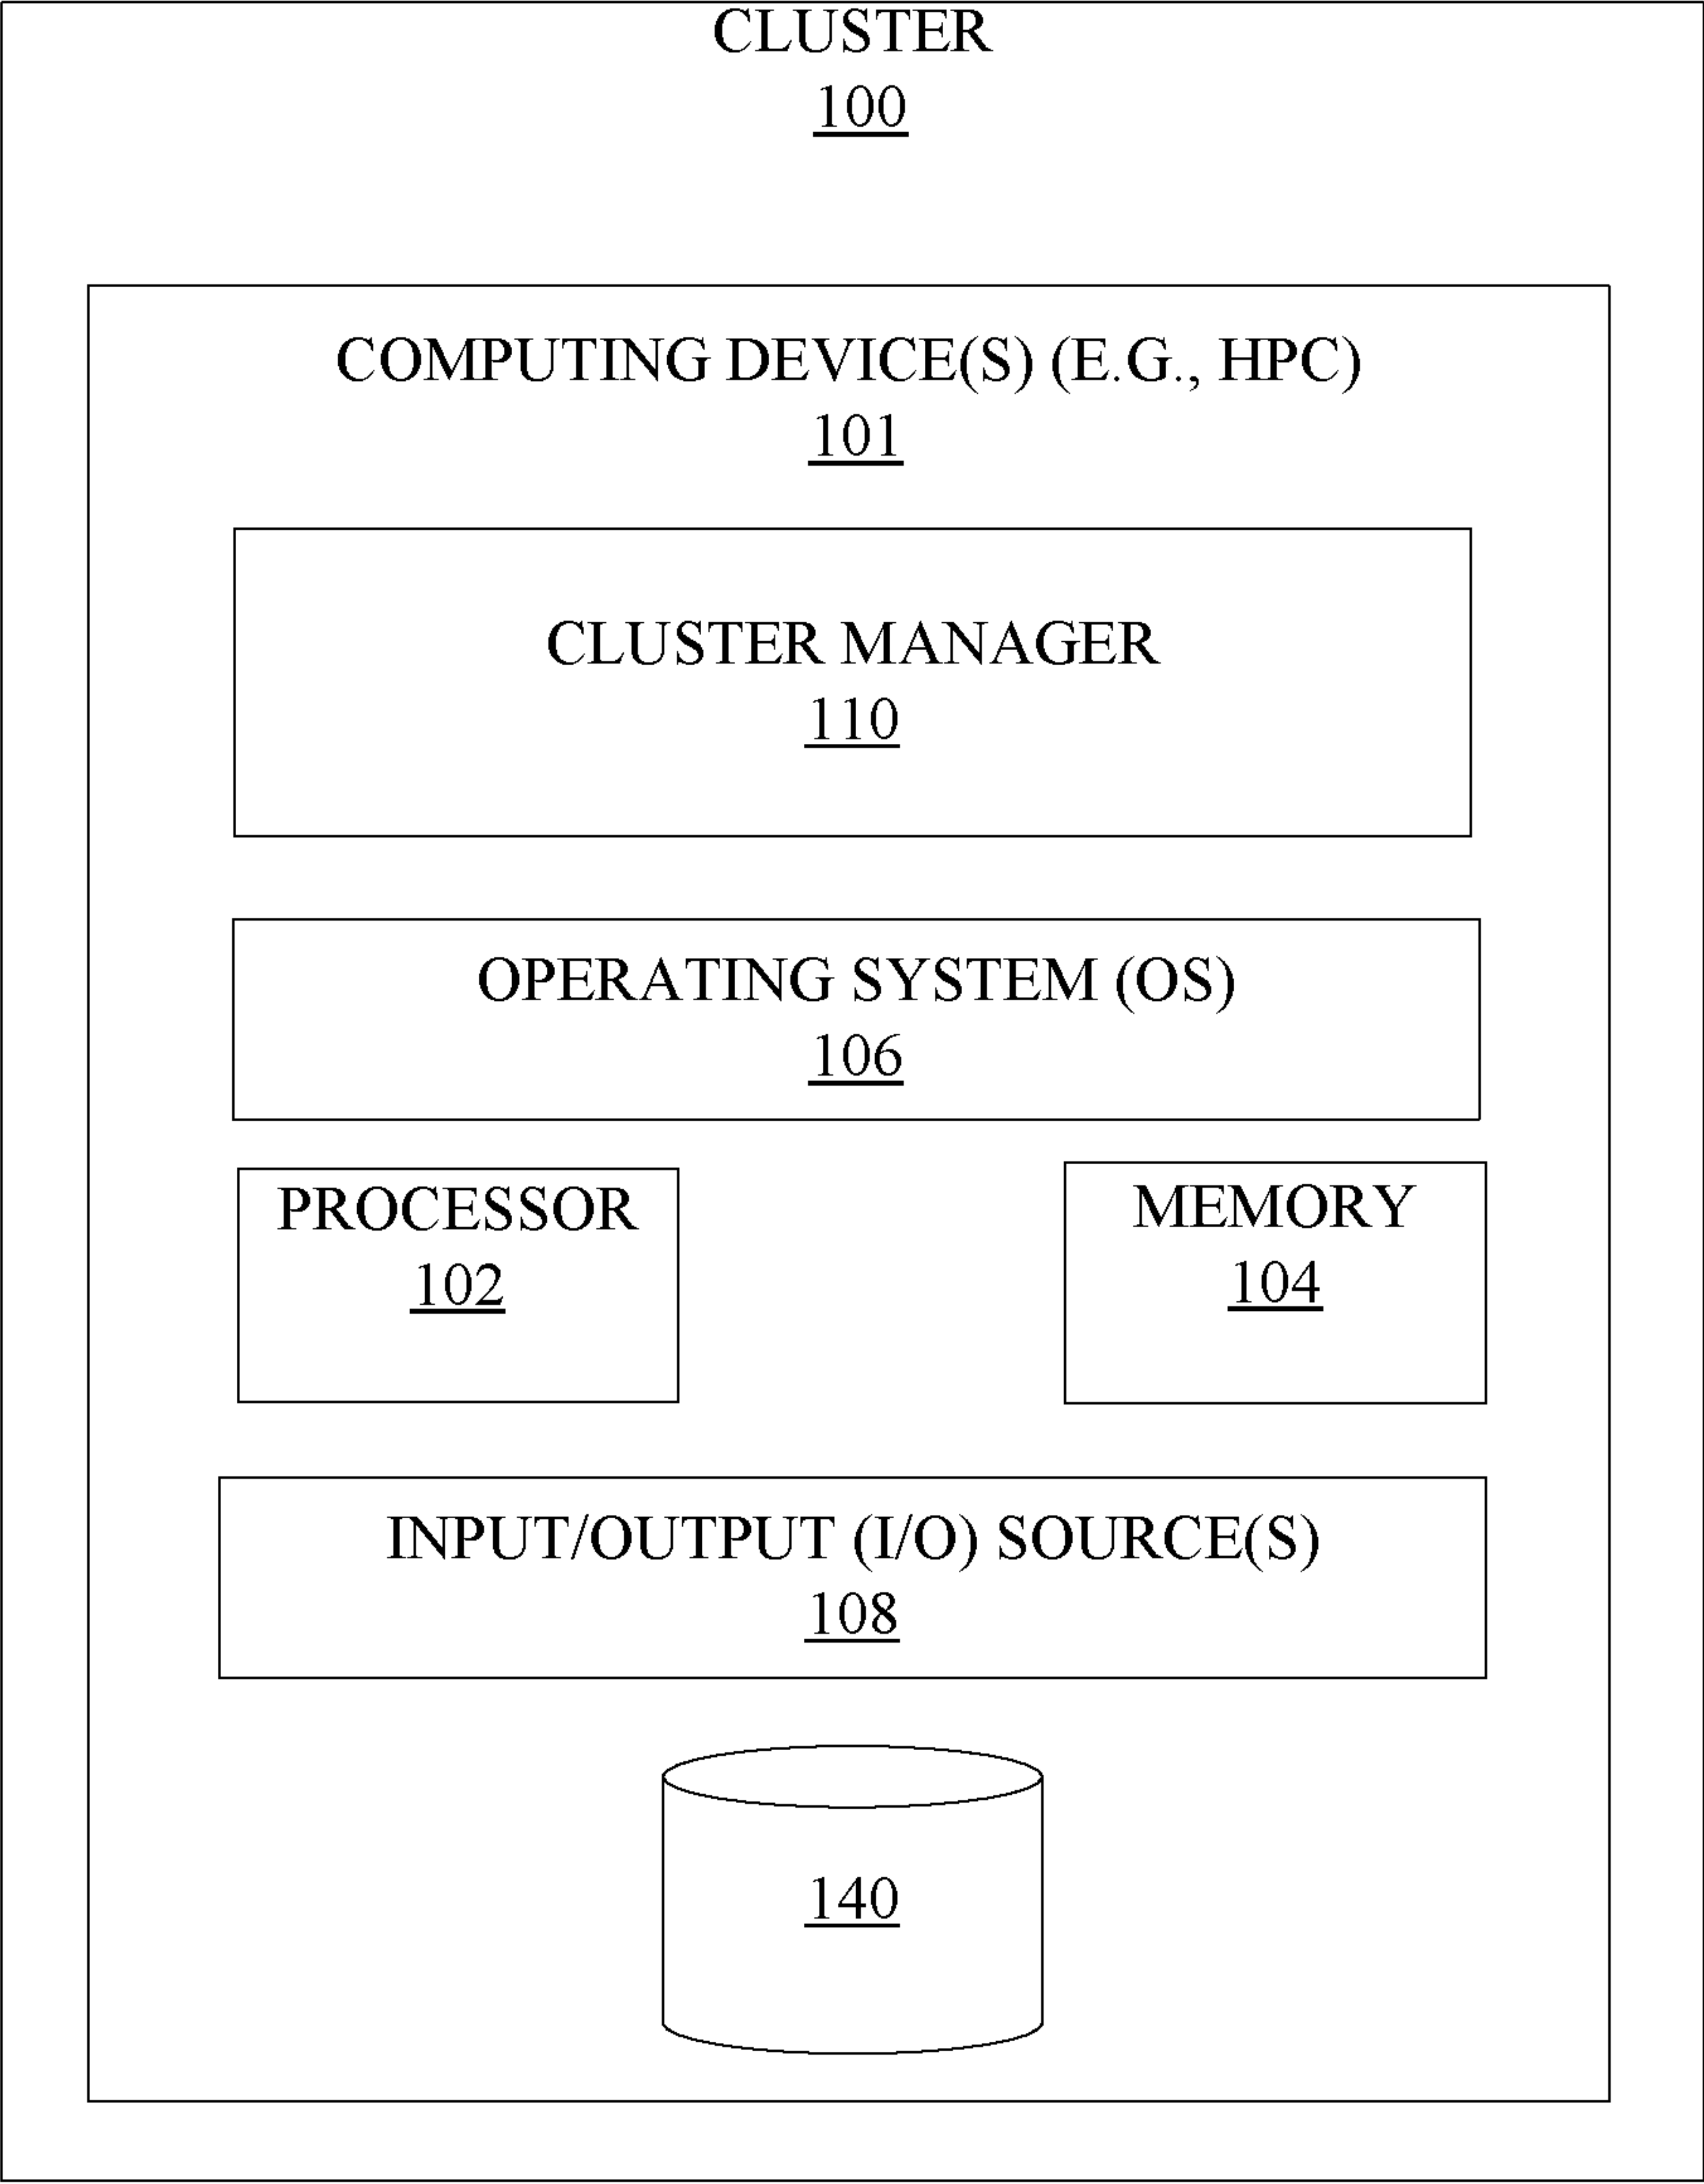 CLUSTER
100
COMPUTING DEVICE(S) (E.G., HPC)
101
CLUSTER MANAGER
110
OPERATING SYSTEM (OS)
106
PROCESSOR
102
MEMORY
104
INPUT/OUTPUT (I/O) SOURCE(S)
108
140